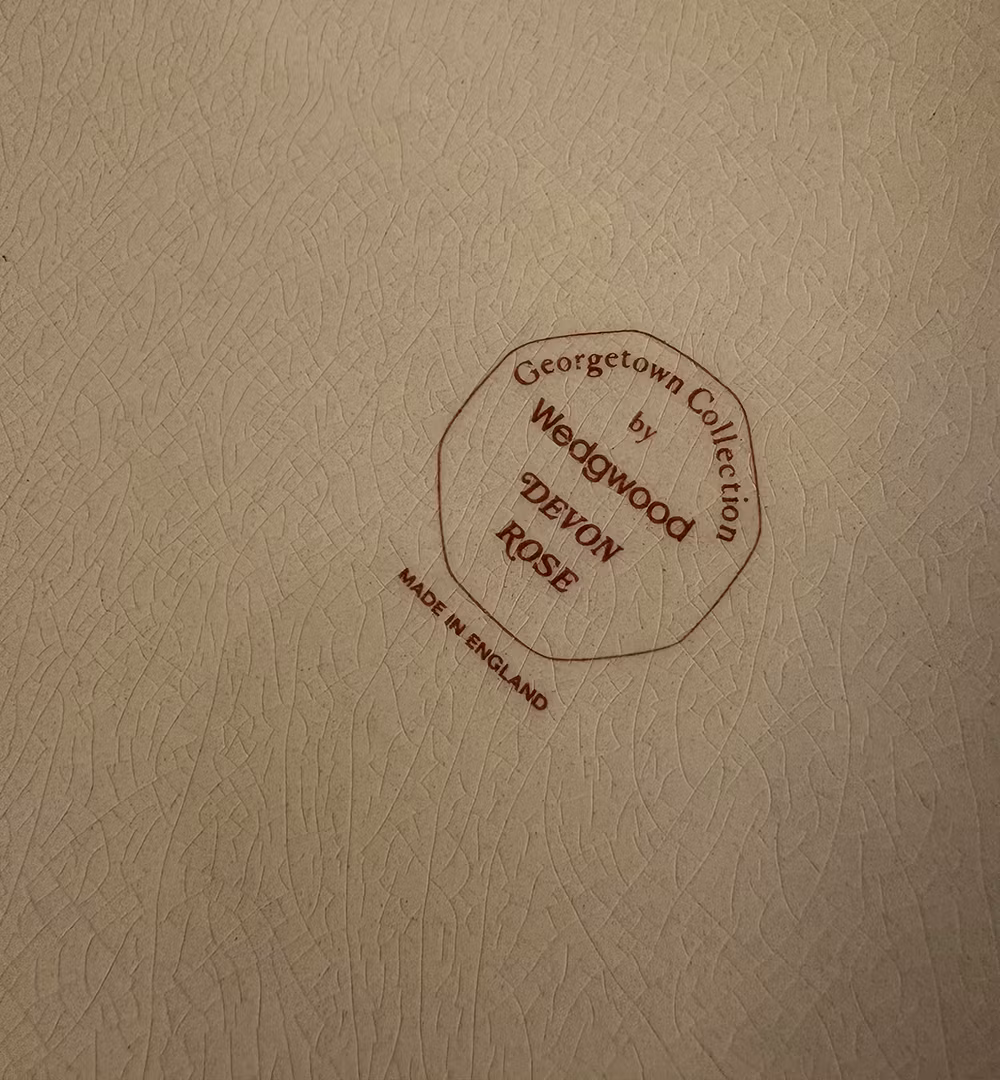 Georgetown Collection
by
Wedgwood
DEVON
ROSE
MADE IN ENGLAND